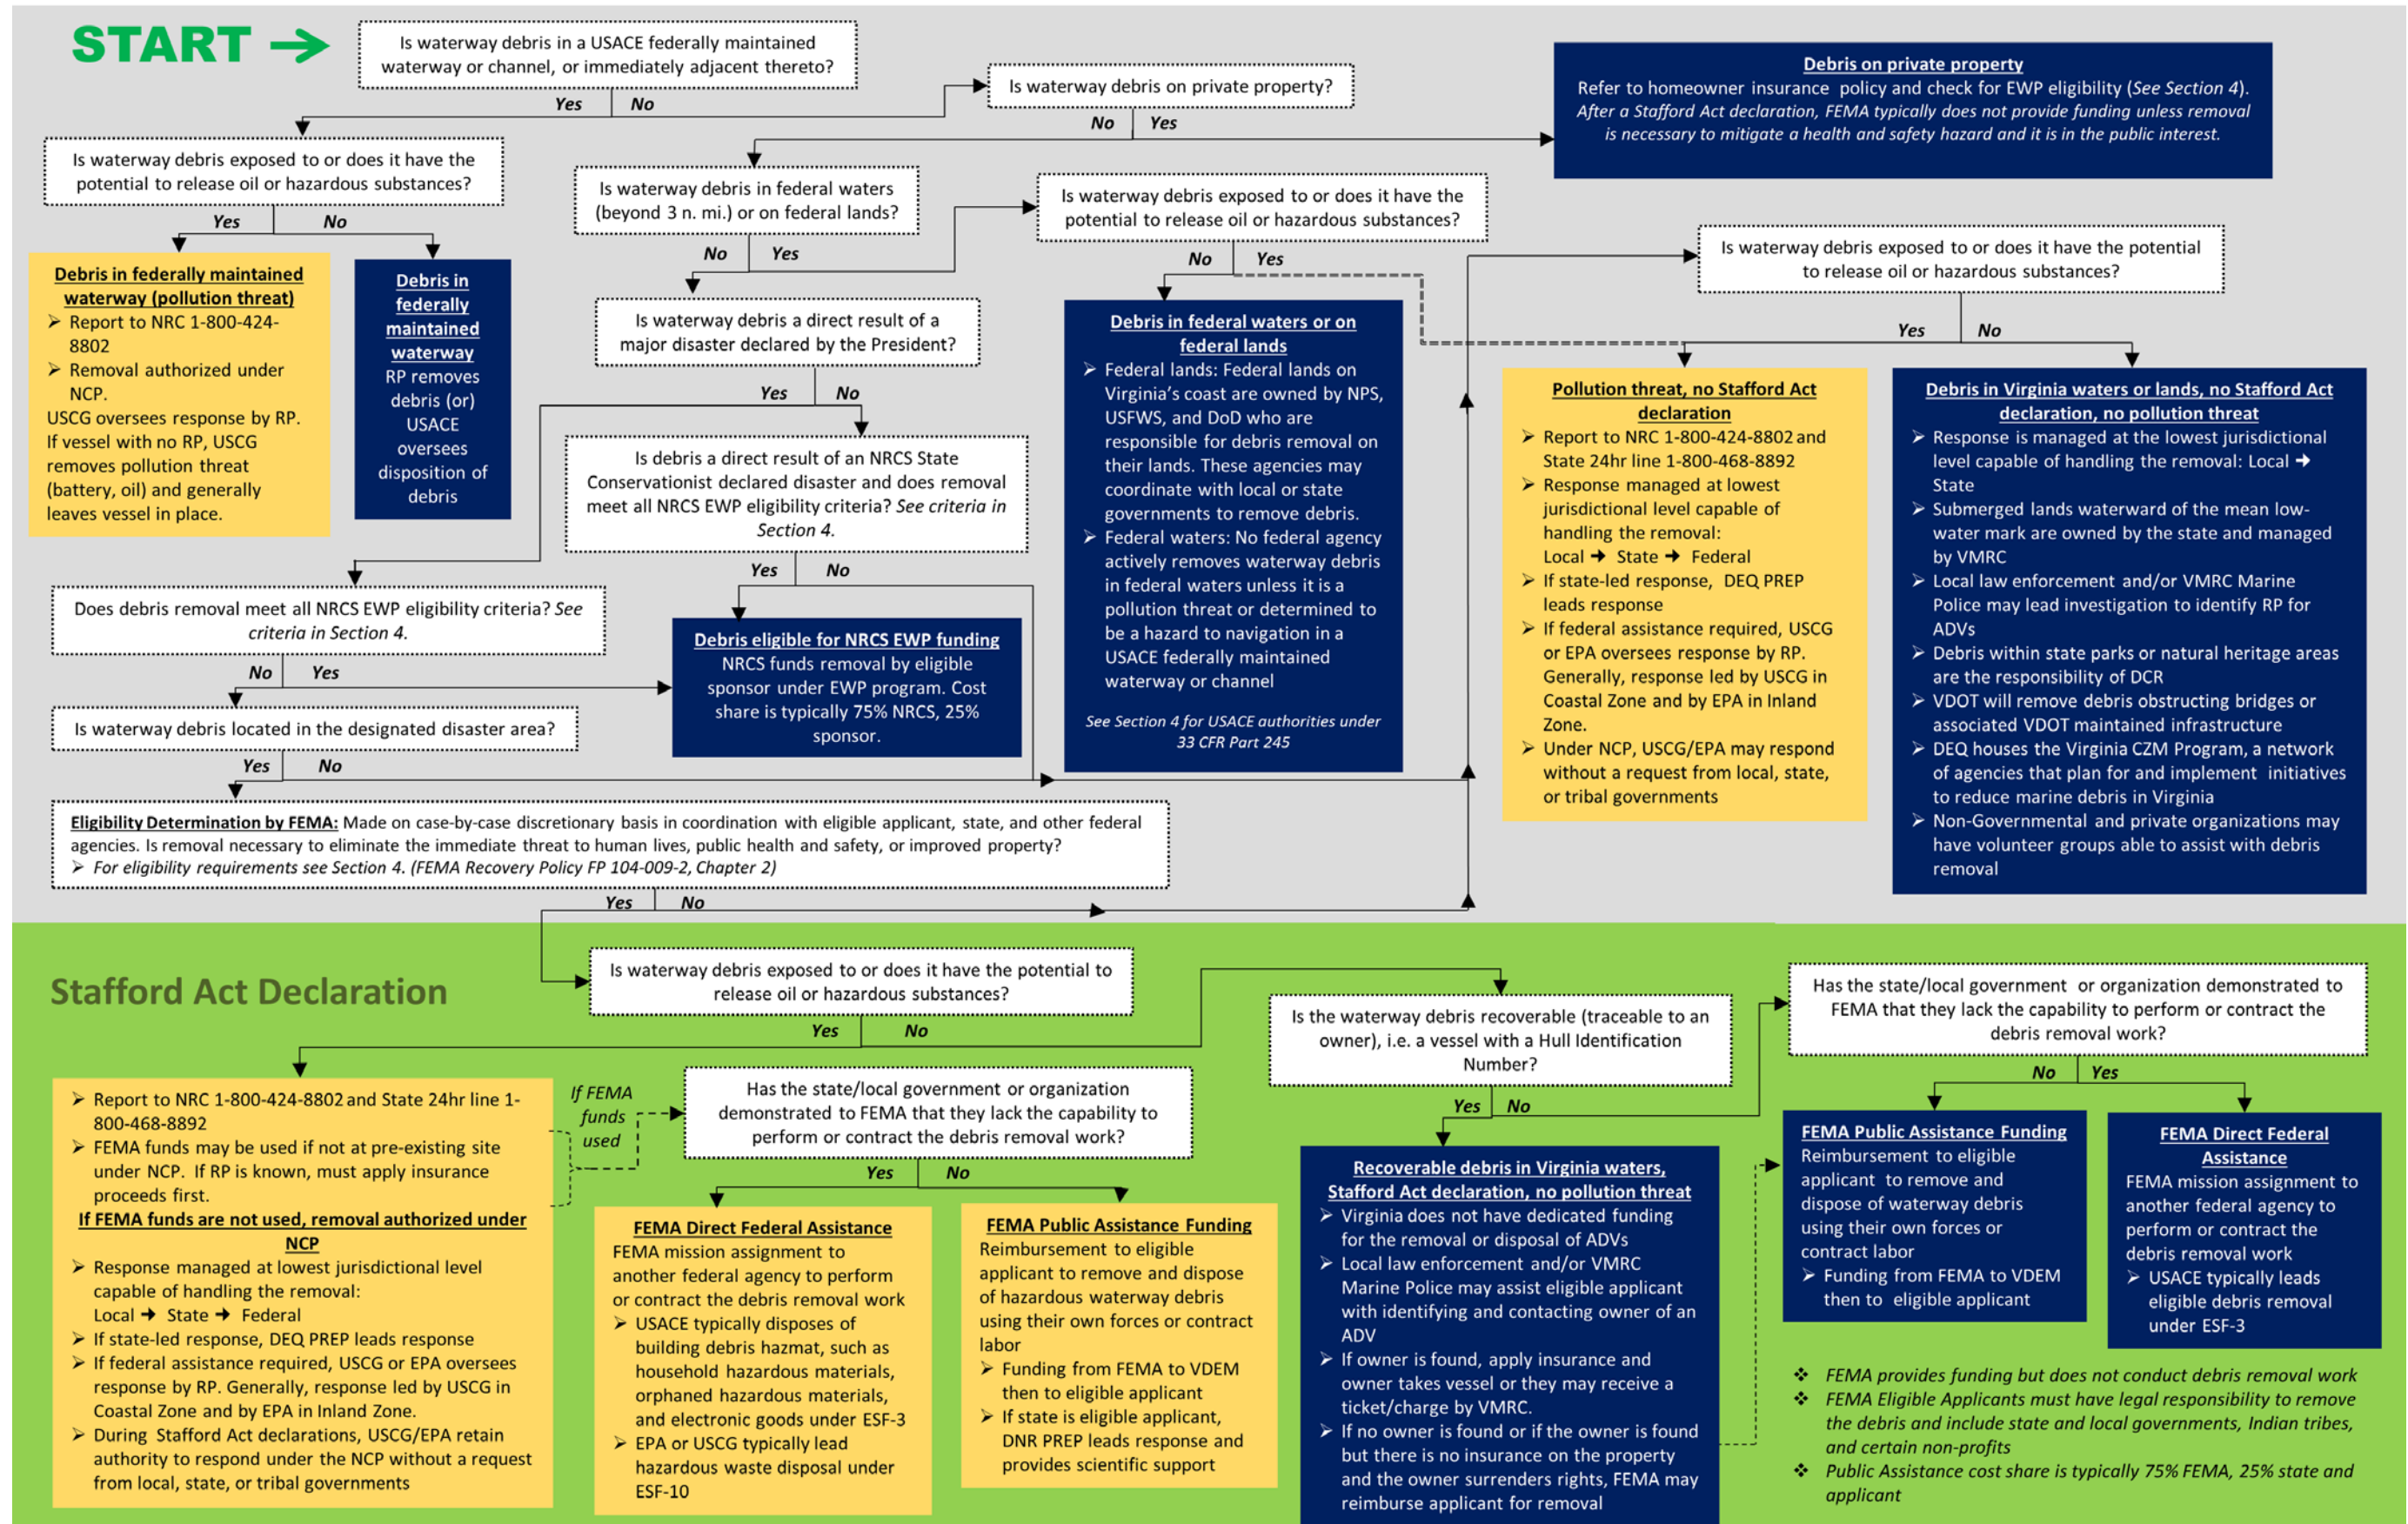 START →
Is waterway debris in a USACE federally maintained
waterway or channel, or immediately adjacent thereto?
Yes
No
Is waterway debris on private property?
No
Yes
Debris on private property
Refer to homeowner insurance policy and check for EWP eligibility (See Section 4).
After a Stafford Act declaration, FEMA typically does not provide funding unless removal
is necessary to mitigate a health and safety hazard and it is in the public interest.
Is waterway debris exposed to or does it have the
potential to release oil or hazardous substances?
Yes
No
Debris in federally maintained
waterway (pollution threat)
➢ Report to NRC 1-800-424-
8802
➢ Removal authorized under
NCP.
USCG oversees response by RP.
If vessel with no RP, USCG
removes pollution threat
(battery, oil) and generally
leaves vessel in place.
Debris in
federally
maintained
waterway
RP removes
debris (or)
USACE
oversees
disposition of
debris
Is waterway debris in federal waters
(beyond 3 n. mi.) or on federal lands?
No
Yes
Is waterway debris exposed to or does it have the
potential to release oil or hazardous substances?
No
Yes
Debris in federal waters or on
federal lands
➢ Federal lands: Federal lands on
Virginia's coast are owned by NPS,
USFWS, and DoD who are
responsible for debris removal on
their lands. These agencies may
coordinate with local or state
governments to remove debris.
➢ Federal waters: No federal agency
actively removes waterway debris
in federal waters unless it is a
pollution threat or determined to
be a hazard to navigation in a
USACE federally maintained
waterway or channel
See Section 4 for USACE authorities under
33 CFR Part 245
Is waterway debris a direct result of a
major disaster declared by the President?
Yes
No
Is debris a direct result of an NRCS State
Conservationist declared disaster and does removal
meet all NRCS EWP eligibility criteria? See criteria in
Section 4.
Yes
No
Does debris removal meet all NRCS EWP eligibility criteria? See
criteria in Section 4.
No
Yes
Debris eligible for NRCS EWP funding
NRCS funds removal by eligible
sponsor under EWP program. Cost
share is typically 75% NRCS, 25%
sponsor.
Is waterway debris located in the designated disaster area?
Yes
No
Eligibility Determination by FEMA: Made on case-by-case discretionary basis in coordination with eligible applicant, state, and other federal
agencies. Is removal necessary to eliminate the immediate threat to human lives, public health and safety, or improved property?
➢ For eligibility requirements see Section 4. (FEMA Recovery Policy FP 104-009-2, Chapter 2)
Yes
No
Is waterway debris exposed to or does it have the potential
to release oil or hazardous substances?
Yes
No
Pollution threat, no Stafford Act
declaration
➢ Report to NRC 1-800-424-8802 and
State 24hr line 1-800-468-8892
➢ Response managed at lowest
jurisdictional level capable of
handling the removal:
Local → State → Federal
➢ If state-led response, DEQ PREP
leads response
➢ If federal assistance required, USCG
or EPA oversees response by RP.
Generally, response led by USCG in
Coastal Zone and by EPA in Inland
Zone.
➢ Under NCP, USCG/EPA may respond
without a request from local, state,
or tribal governments
Debris in Virginia waters or lands, no Stafford Act
declaration, no pollution threat
➢ Response is managed at the lowest jurisdictional
level capable of handling the removal: Local →
State
➢ Submerged lands waterward of the mean low-
water mark are owned by the state and managed
by VMRC
➢ Local law enforcement and/or VMRC Marine
Police may lead investigation to identify RP for
ADVs
➢ Debris within state parks or natural heritage areas
are the responsibility of DCR
➢ VDOT will remove debris obstructing bridges or
associated VDOT maintained infrastructure
➢ DEQ houses the Virginia CZM Program, a network
of agencies that plan for and implement initiatives
to reduce marine debris in Virginia
➢ Non-Governmental and private organizations may
have volunteer groups able to assist with debris
removal
Stafford Act Declaration
Is waterway debris exposed to or does it have the potential to
release oil or hazardous substances?
Yes
No
➢ Report to NRC 1-800-424-8802 and State 24hr line 1-
800-468-8892
➢ FEMA funds may be used if not at pre-existing site
under NCP. If RP is known, must apply insurance
proceeds first.
If FEMA funds are not used, removal authorized under
NCP
➢ Response managed at lowest jurisdictional level
capable of handling the removal:
Local → State → Federal
➢ If state-led response, DEQ PREP leads response
➢ If federal assistance required, USCG or EPA oversees
response by RP. Generally, response led by USCG in
Coastal Zone and by EPA in Inland Zone.
➢ During Stafford Act declarations, USCG/EPA retain
authority to respond under the NCP without a request
from local, state, or tribal governments
If FEMA
funds
used
Has the state/local government or organization
demonstrated to FEMA that they lack the capability to
perform or contract the debris removal work?
Yes
No
FEMA Direct Federal Assistance
FEMA mission assignment to
another federal agency to perform
or contract the debris removal work
➢ USACE typically disposes of
building debris hazmat, such as
household hazardous materials,
orphaned hazardous materials,
and electronic goods under ESF-3
➢ EPA or USCG typically lead
hazardous waste disposal under
ESF-10
FEMA Public Assistance Funding
Reimbursement to eligible
applicant to remove and dispose
of hazardous waterway debris
using their own forces or contract
labor
➢ Funding from FEMA to VDEM
then to eligible applicant
➢ If state is eligible applicant,
DNR PREP leads response and
provides scientific support
Is the waterway debris recoverable (traceable to an
owner), i.e. a vessel with a Hull Identification
Number?
Yes
No
Recoverable debris in Virginia waters,
Stafford Act declaration, no pollution threat
➢ Virginia does not have dedicated funding
for the removal or disposal of ADVs
➢ Local law enforcement and/or VMRC
Marine Police may assist eligible applicant
with identifying and contacting owner of an
ADV
➢ If owner is found, apply insurance and
owner takes vessel or they may receive a
ticket/charge by VMRC.
➢ If no owner is found or if the owner is found
but there is no insurance on the property
and the owner surrenders rights, FEMA may
reimburse applicant for removal
Has the state/local government or organization demonstrated to
FEMA that they lack the capability to perform or contract the
debris removal work?
No
Yes
FEMA Public Assistance Funding
Reimbursement to eligible
applicant to remove and
dispose of waterway debris
using their own forces or
contract labor
➢ Funding from FEMA to VDEM
then to eligible applicant
FEMA Direct Federal
Assistance
FEMA mission assignment to
another federal agency to
perform or contract the
debris removal work
➢ USACE typically leads
eligible debris removal
under ESF-3
❖ FEMA provides funding but does not conduct debris removal work
❖ FEMA Eligible Applicants must have legal responsibility to remove
the debris and include state and local governments, Indian tribes,
and certain non-profits
❖ Public Assistance cost share is typically 75% FEMA, 25% state and
applicant